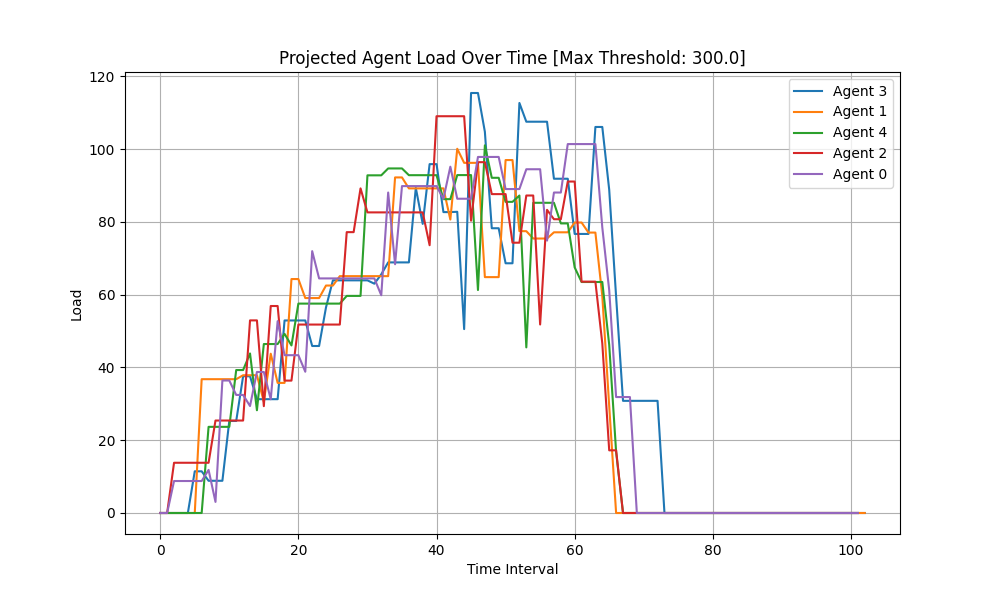 Projected Agent Load Over Time [Max Threshold: 300.0]
120
100
80
60
40
20
0
Load
0 20 40 60 80 100
Time Interval
Agent 3
Agent 1
Agent 4
Agent 2
Agent 0